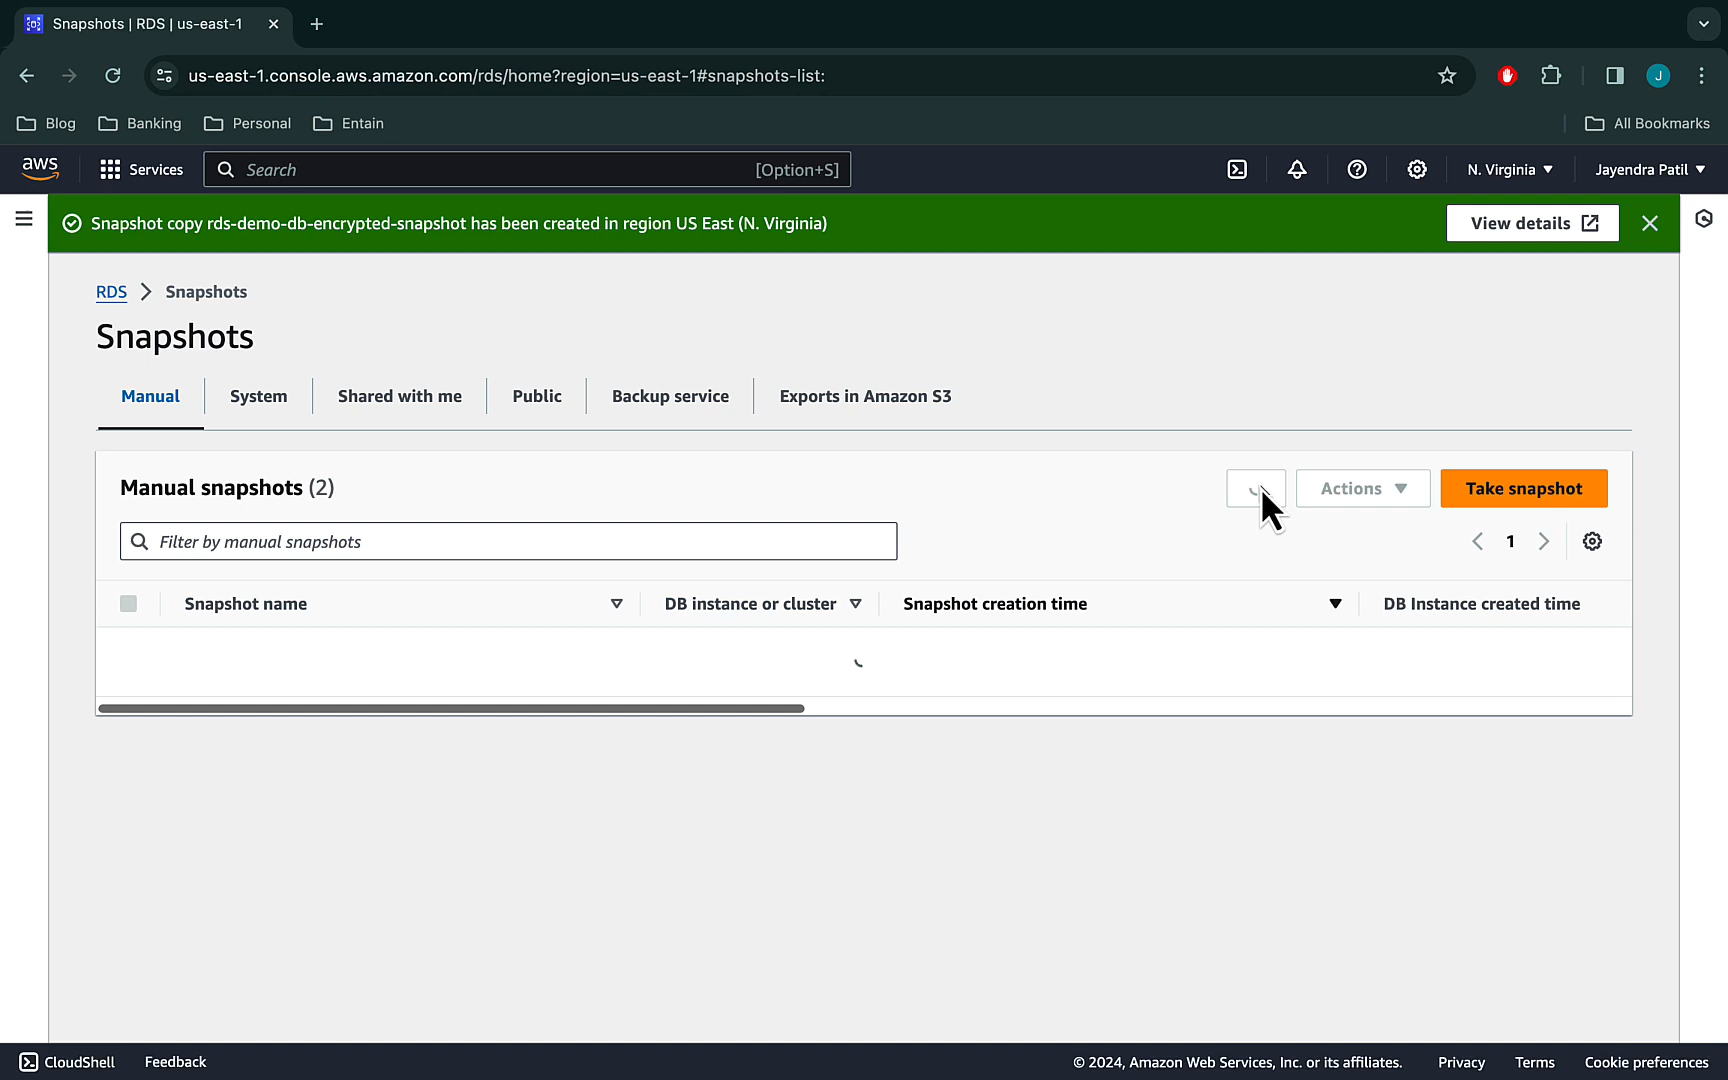 Snapshots | RDS | us-east-1
us-east-1.console.aws.amazon.com/rds/home?region=us-east-1#snapshots-list:
J
Blog Banking Personal Entain All Bookmarks
aws Services Search [Option+S] N. Virginia Jayendra Patil
Snapshot copy rds-demo-db-encrypted-snapshot has been created in region US East (N. Virginia) View details
RDS > Snapshots
Snapshots
Manual System Shared with me Public Backup service Exports in Amazon S3
Manual snapshots (2) Actions Take snapshot
Filter by manual snapshots 1
Snapshot name DB instance or cluster Snapshot creation time DB Instance created time
CloudShell Feedback © 2024, Amazon Web Services, Inc. or its affiliates. Privacy Terms Cookie preferences